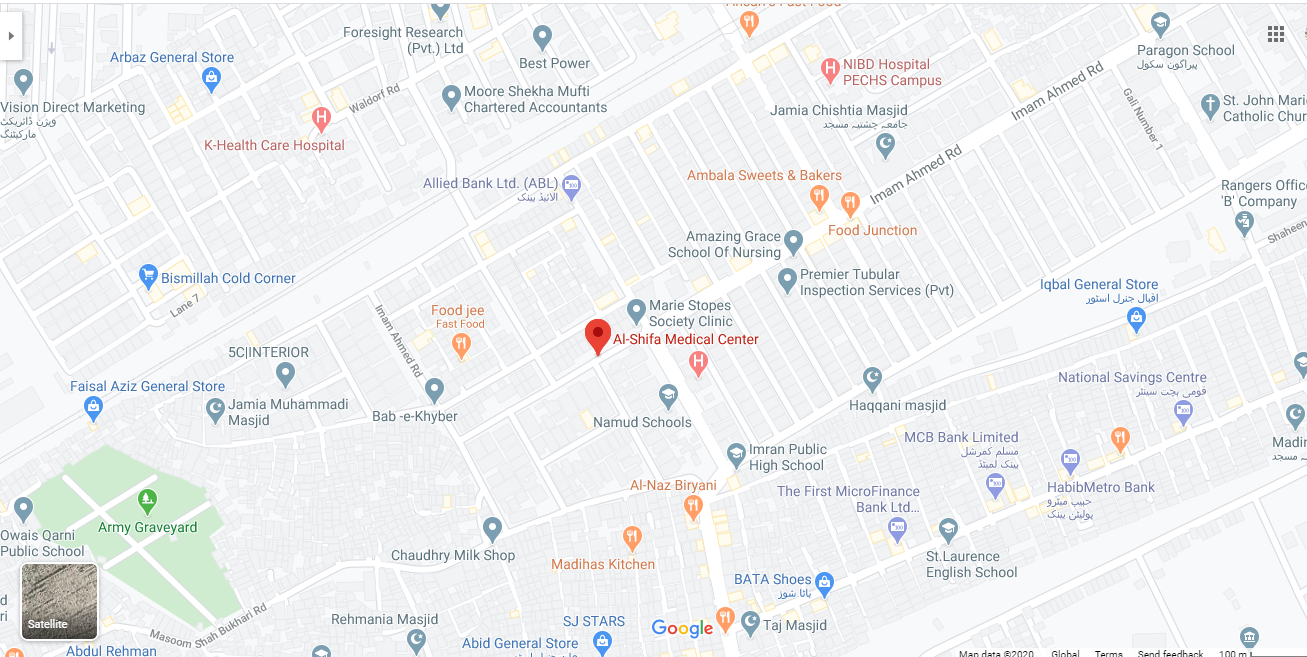 Foresight Research
(Pvt.) Ltd
Arbaz General Store
Best Power
NIBD Hospital
PECHS Campus
Paragon School
پیراگون سکول
Vision Direct Marketing
ویژن ڈائریکٹ
مارکیٹنگ
Waldorf Rd
Moore Shekha Mufti
Chartered Accountants
K-Health Care Hospital
Jamia Chishtia Masjid
جامعہ چشتیہ مسجد
Imam Ahmed Rd
Gali Number 1
St. John
Allied Bank Ltd. (ABL)
الائیڈ بینک
Ambala Sweets & Bakers
Imam Ahmed Rd
Food Junction
Rangers
'B' Company
Shaheen
Amazing Grace
School Of Nursing
Premier Tubular
Inspection Services (Pvt)
Bismillah Cold Corner
Lane 7
Iqbal General Store
اقبال جنرل اسٹور
Food jee
Fast Food
Imam Ahmed Rd
Marie Stopes
Society Clinic
Al-Shifa Medical Center
5C|INTERIOR
Faisal Aziz General Store
Jamia Muhammadi
Masjid
Bab -e-Khyber
Namud Schools
Haqqani masjid
National Savings Centre
قومی بچت سینٹر
Imran Public
High School
MCB Bank Limited
مسلم کمرشل
بینک لمیٹڈ
Al-Naz Biryani
The First MicroFinance
Bank Ltd...
HabibMetro Bank
حبیب میٹرو
پولیٹن بینک
مسجد
Army Graveyard
Owais Qarni
Public School
Chaudhry Milk Shop
Madihas Kitchen
St.Laurence
English School
BATA Shoes
باٹا شوز
Satellite
Masoom Shah Bukhari Rd
Rehmania Masjid
SJ STARS
Google
Taj Masjid
Abdul Rehman
Abid General Store
Map data ©2020 Global Terms Send feedback 100 m